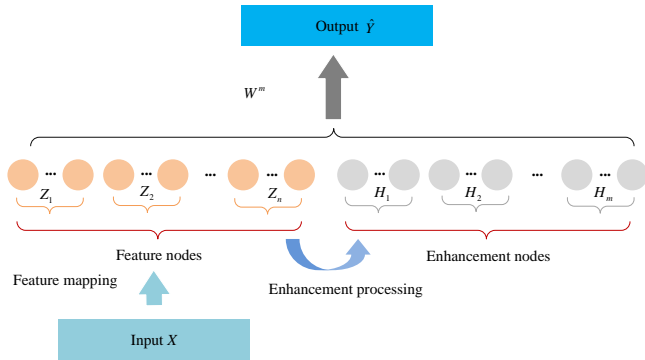 Output Ŷ
W^m
... ... ... ... ... ... ... ...
Z_1 Z_2 Z_n H_1 H_2 H_m
Feature nodes Enhancement nodes
Feature mapping Enhancement processing
Input X